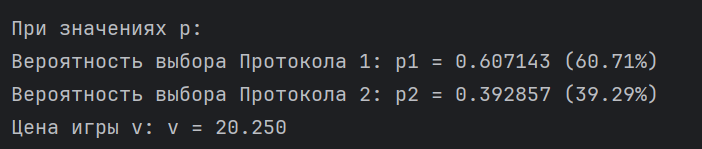 При значениях p:
Вероятность выбора Протокола 1: p1 = 0.607143 (60.71%)
Вероятность выбора Протокола 2: p2 = 0.392857 (39.29%)
Цена игры v: v = 20.250